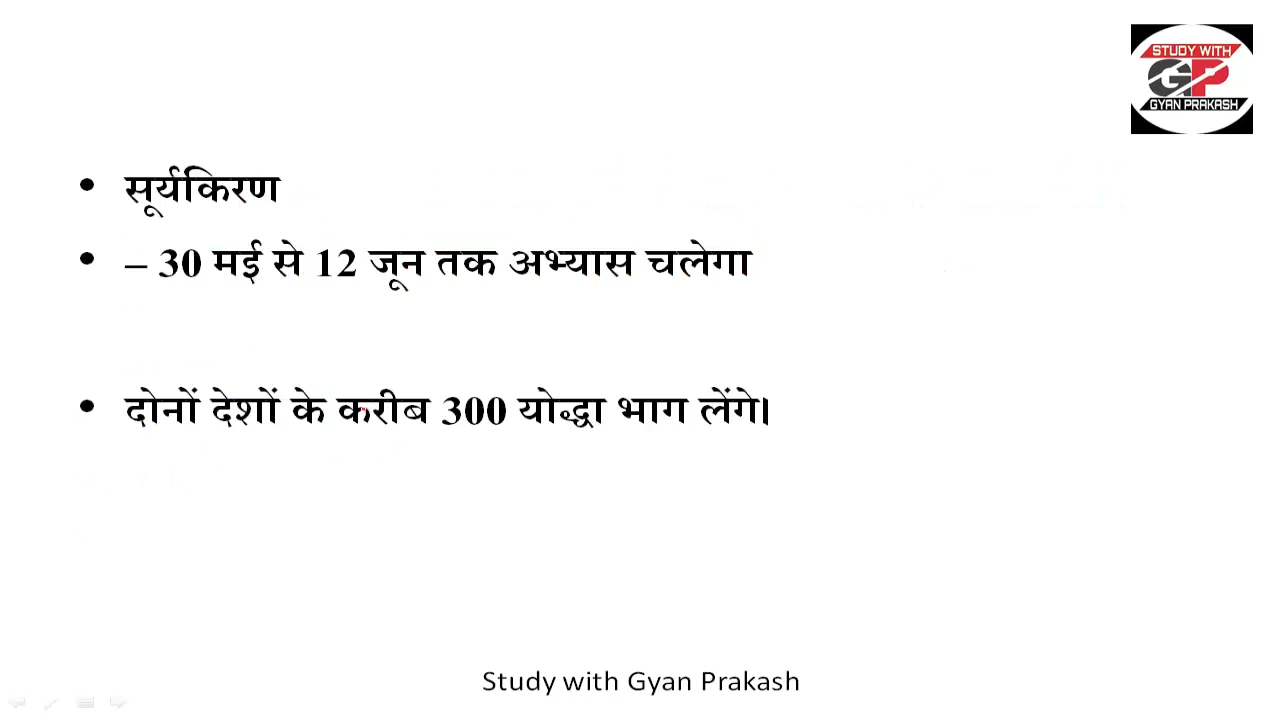 STUDY WITH
GP
GYAN PRAKASH
• सूर्यकिरण
• – 30 मई से 12 जून तक अभ्यास चलेगा
• दोनों देशों के करीब 300 योद्धा भाग लेंगे।
Study with Gyan Prakash